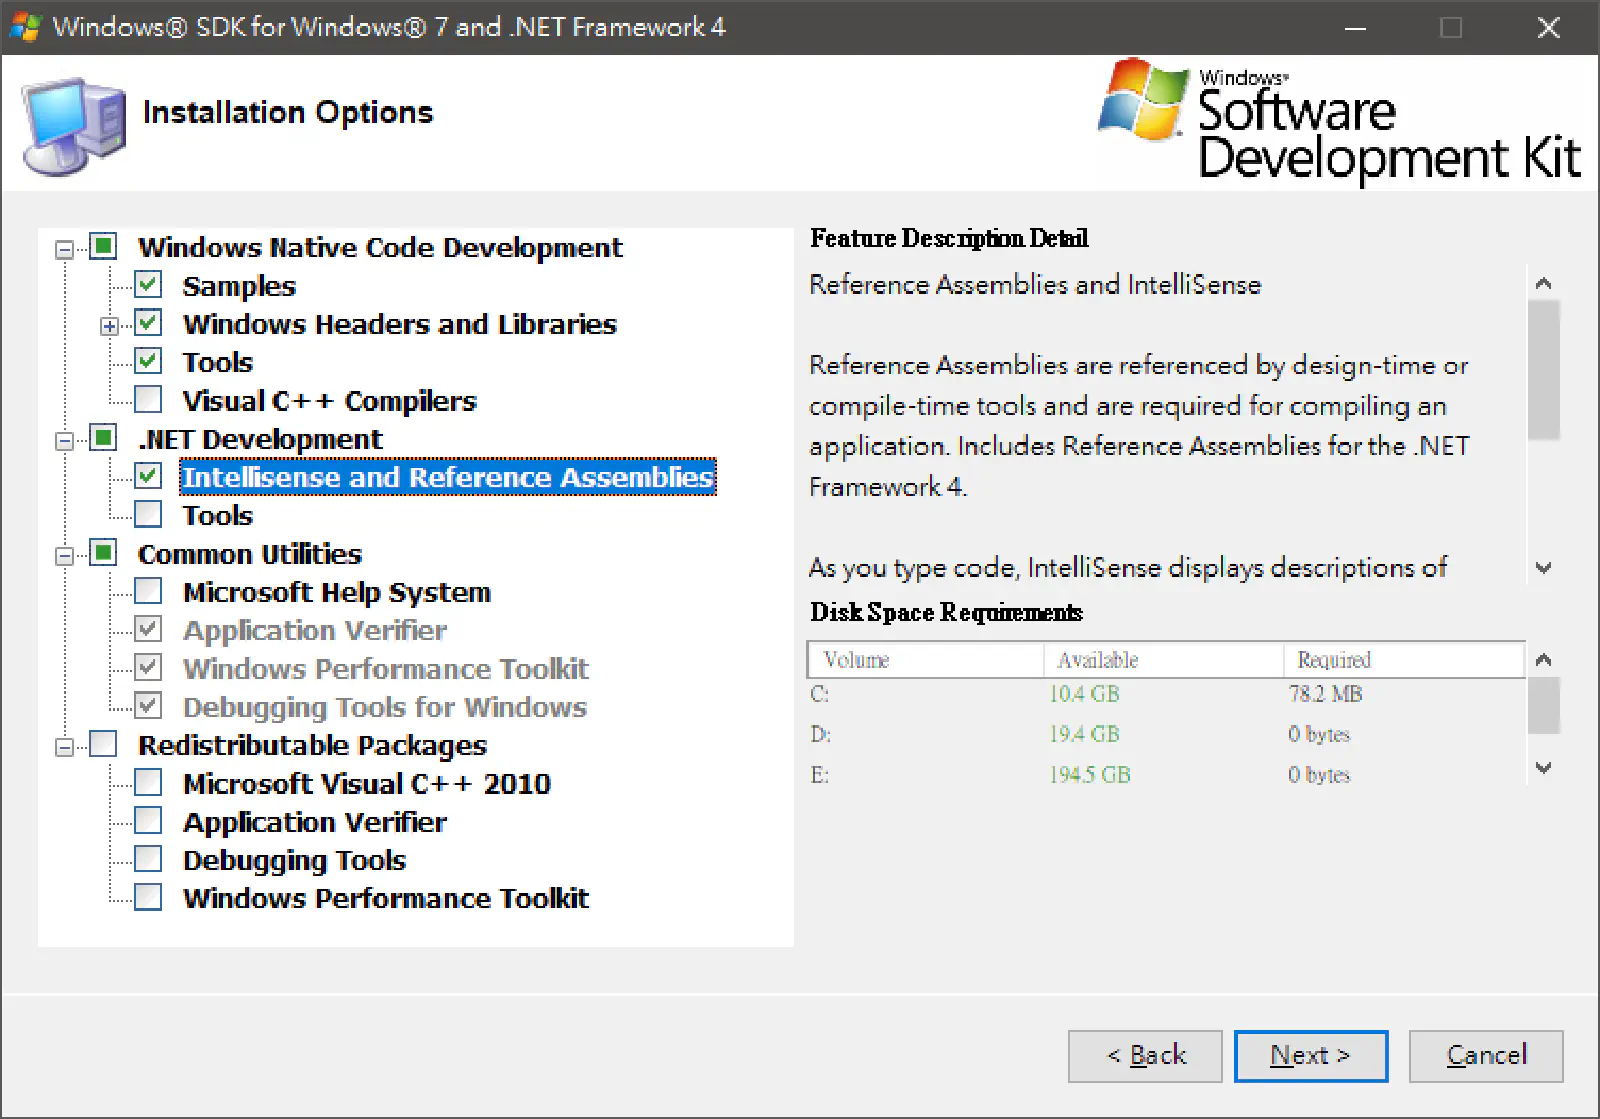 Windows® SDK for Windows® 7 and .NET Framework 4
Installation Options
Windows®
Software
Development Kit
Windows Native Code Development
Samples
Windows Headers and Libraries
Tools
Visual C++ Compilers
.NET Development
Intellisense and Reference Assemblies
Tools
Common Utilities
Microsoft Help System
Application Verifier
Windows Performance Toolkit
Debugging Tools for Windows
Redistributable Packages
Microsoft Visual C++ 2010
Application Verifier
Debugging Tools
Windows Performance Toolkit
Feature Description Detail
Reference Assemblies and IntelliSense
Reference Assemblies are referenced by design-time or
compile-time tools and are required for compiling an
application. Includes Reference Assemblies for the .NET
Framework 4.
As you type code, IntelliSense displays descriptions of
Disk Space Requirements
Volume Available Required
C: 10.4 GB 78.2 MB
D: 19.4 GB 0 bytes
E: 194.5 GB 0 bytes
< Back Next > Cancel